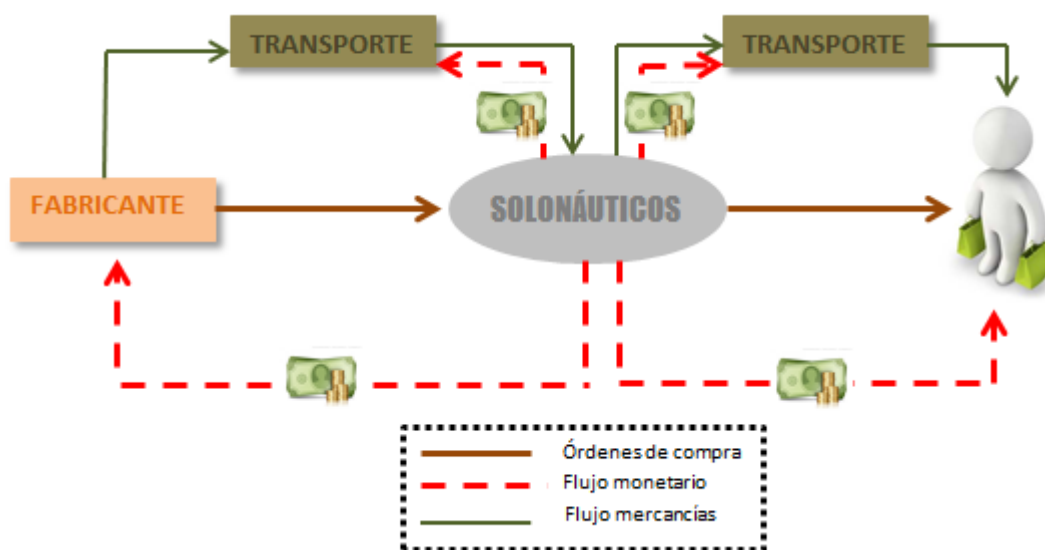 TRANSPORTE
TRANSPORTE
FABRICANTE
SOLONÁUTICOS
Órdenes de compra
Flujo monetario
Flujo mercancías